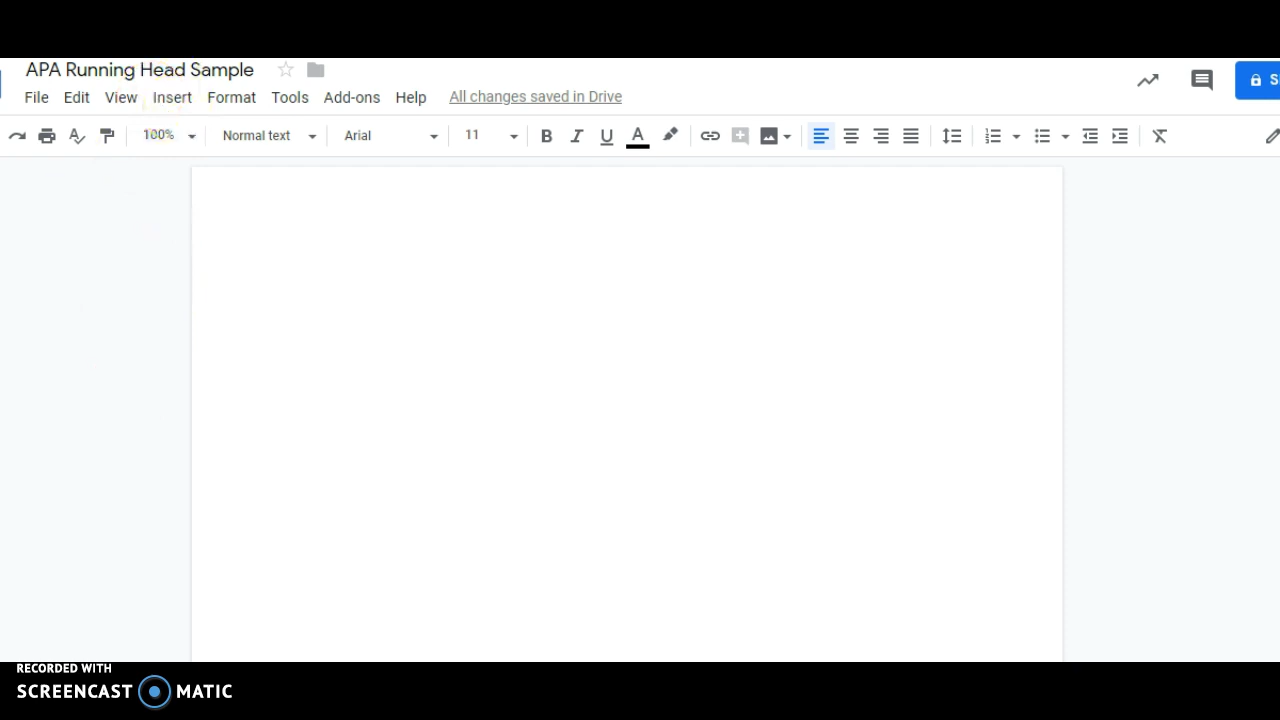 APA Running Head Sample
File Edit View Insert Format Tools Add-ons Help All changes saved in Drive
100% Normal text Arial 11 B I U A
RECORDED WITH
SCREENCAST MATIC